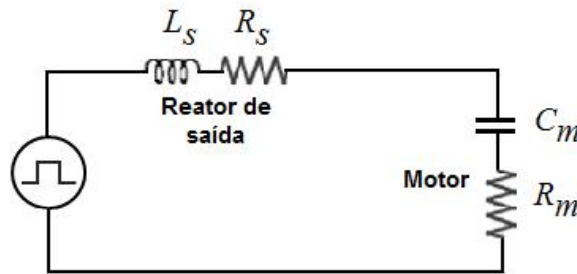 Ls Rs
Reator de
saída
Cm
Motor
Rm